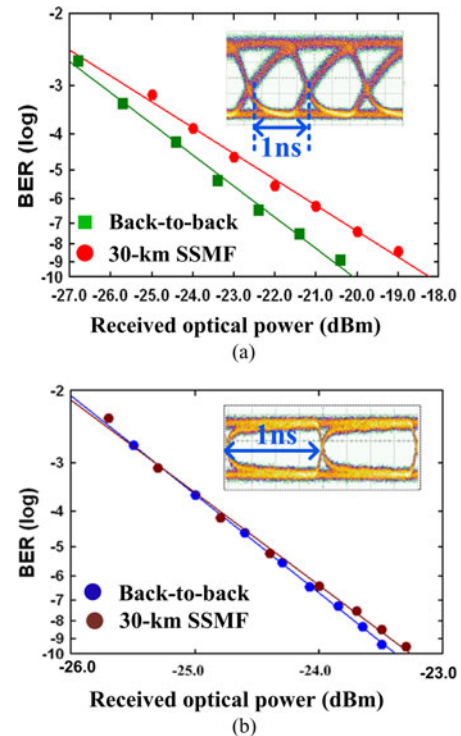 (a)
-2
-3
-4
-5
-6
-7
-8
-9
-10
BER (log)
1ns
Back-to-back
30-km SSMF
-27.0 -26.0 -25.0 -24.0 -23.0 -22.0 -21.0 -20.0 -19.0 -18.0
Received optical power (dBm)
(a)
-2
-3
-4
-5
-6
-7
-8
-9
-10
BER (log)
1ns
Back-to-back
30-km SSMF
-26.0 -25.0 -24.0 -23.0
Received optical power (dBm)
(b)